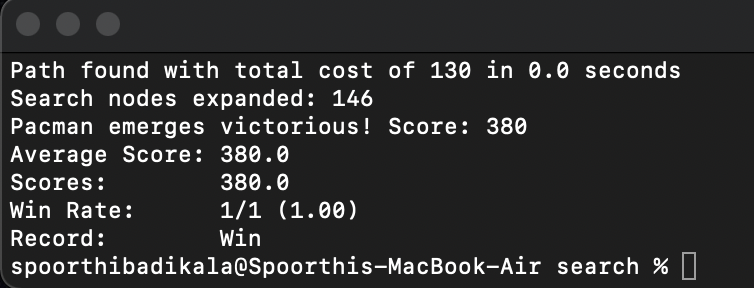 Path found with total cost of 130 in 0.0 seconds
Search nodes expanded: 146
Pacman emerges victorious! Score: 380
Average Score: 380.0
Scores:        380.0
Win Rate:      1/1 (1.00)
Record:        Win
spoorthibadikala@Spoorthis-MacBook-Air search %